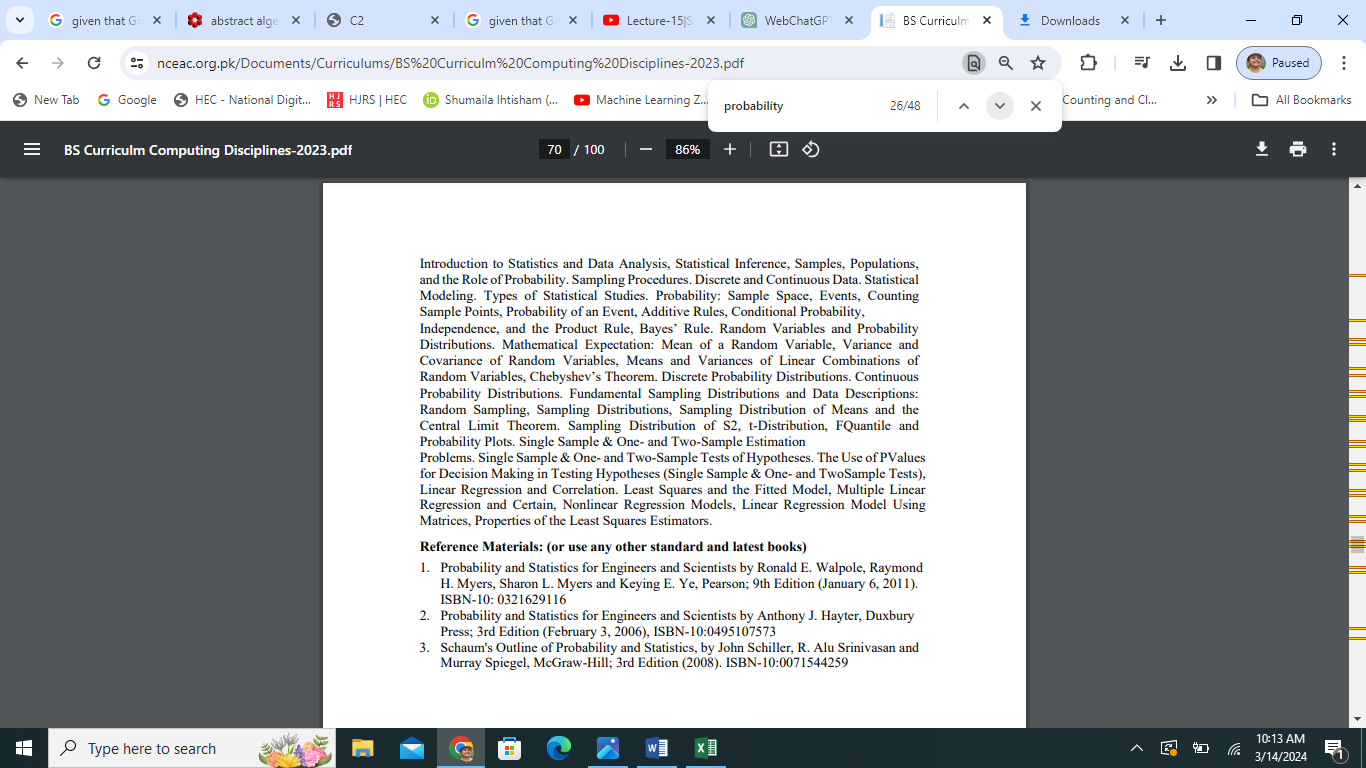 given that G
abstract alge
C2
given that G
Lecture-15|S
WebChatGP
BS Curriculm
Downloads
nceac.org.pk/Documents/Curriculums/BS%20Curriculm%20Computing%20Disciplines-2023.pdf
Paused
New Tab
Google
HEC - National Digit...
HJRS | HEC
Shumaila Ihtisham (...
Machine Learning Z...
Counting and Cl...
»
All Bookmarks
probability
26/48
BS Curriculm Computing Disciplines-2023.pdf
70 / 100
86%
Introduction to Statistics and Data Analysis, Statistical Inference, Samples, Populations,
and the Role of Probability. Sampling Procedures. Discrete and Continuous Data. Statistical
Modeling. Types of Statistical Studies. Probability: Sample Space, Events, Counting
Sample Points, Probability of an Event, Additive Rules, Conditional Probability,
Independence, and the Product Rule, Bayes’ Rule. Random Variables and Probability
Distributions. Mathematical Expectation: Mean of a Random Variable, Variance and
Covariance of Random Variables, Means and Variances of Linear Combinations of
Random Variables, Chebyshev’s Theorem. Discrete Probability Distributions. Continuous
Probability Distributions. Fundamental Sampling Distributions and Data Descriptions:
Random Sampling, Sampling Distributions, Sampling Distribution of Means and the
Central Limit Theorem. Sampling Distribution of S2, t-Distribution, FQuantile and
Probability Plots. Single Sample & One- and Two-Sample Estimation
Problems. Single Sample & One- and Two-Sample Tests of Hypotheses. The Use of PValues
for Decision Making in Testing Hypotheses (Single Sample & One- and TwoSample Tests),
Linear Regression and Correlation. Least Squares and the Fitted Model, Multiple Linear
Regression and Certain, Nonlinear Regression Models, Linear Regression Model Using
Matrices, Properties of the Least Squares Estimators.
Reference Materials: (or use any other standard and latest books)
1. Probability and Statistics for Engineers and Scientists by Ronald E. Walpole, Raymond
H. Myers, Sharon L. Myers and Keying E. Ye, Pearson; 9th Edition (January 6, 2011).
ISBN-10: 0321629116
2. Probability and Statistics for Engineers and Scientists by Anthony J. Hayter, Duxbury
Press; 3rd Edition (February 3, 2006), ISBN-10:0495107573
3. Schaum's Outline of Probability and Statistics, by John Schiller, R. Alu Srinivasan and
Murray Spiegel, McGraw-Hill; 3rd Edition (2008). ISBN-10:0071544259
Type here to search
10:13 AM
3/14/2024
1